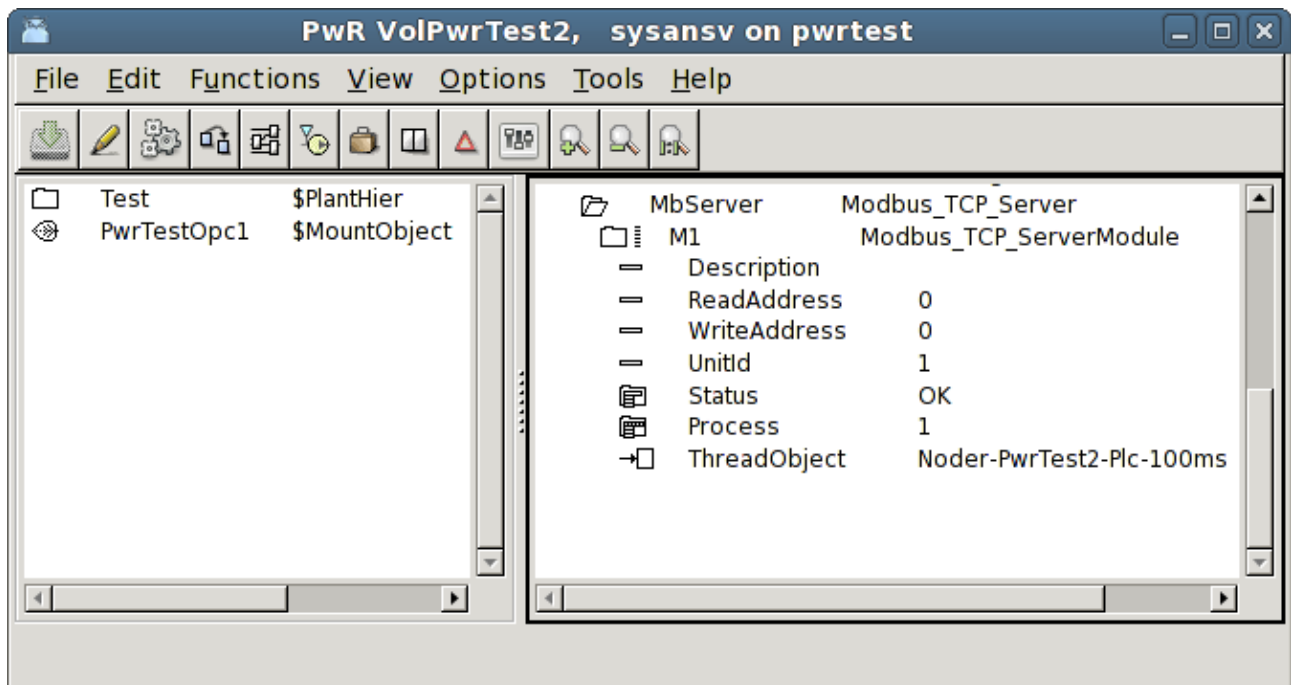 PwR VolPwrTest2, sysansv on pwrtest
File Edit Functions View Options Tools Help
Test $PlantHier
PwrTestOpc1 $MountObject
MbServer Modbus_TCP_Server
M1 Modbus_TCP_ServerModule
Description
ReadAddress 0
WriteAddress 0
UnitId 1
Status OK
Process 1
ThreadObject Noder-PwrTest2-Plc-100ms